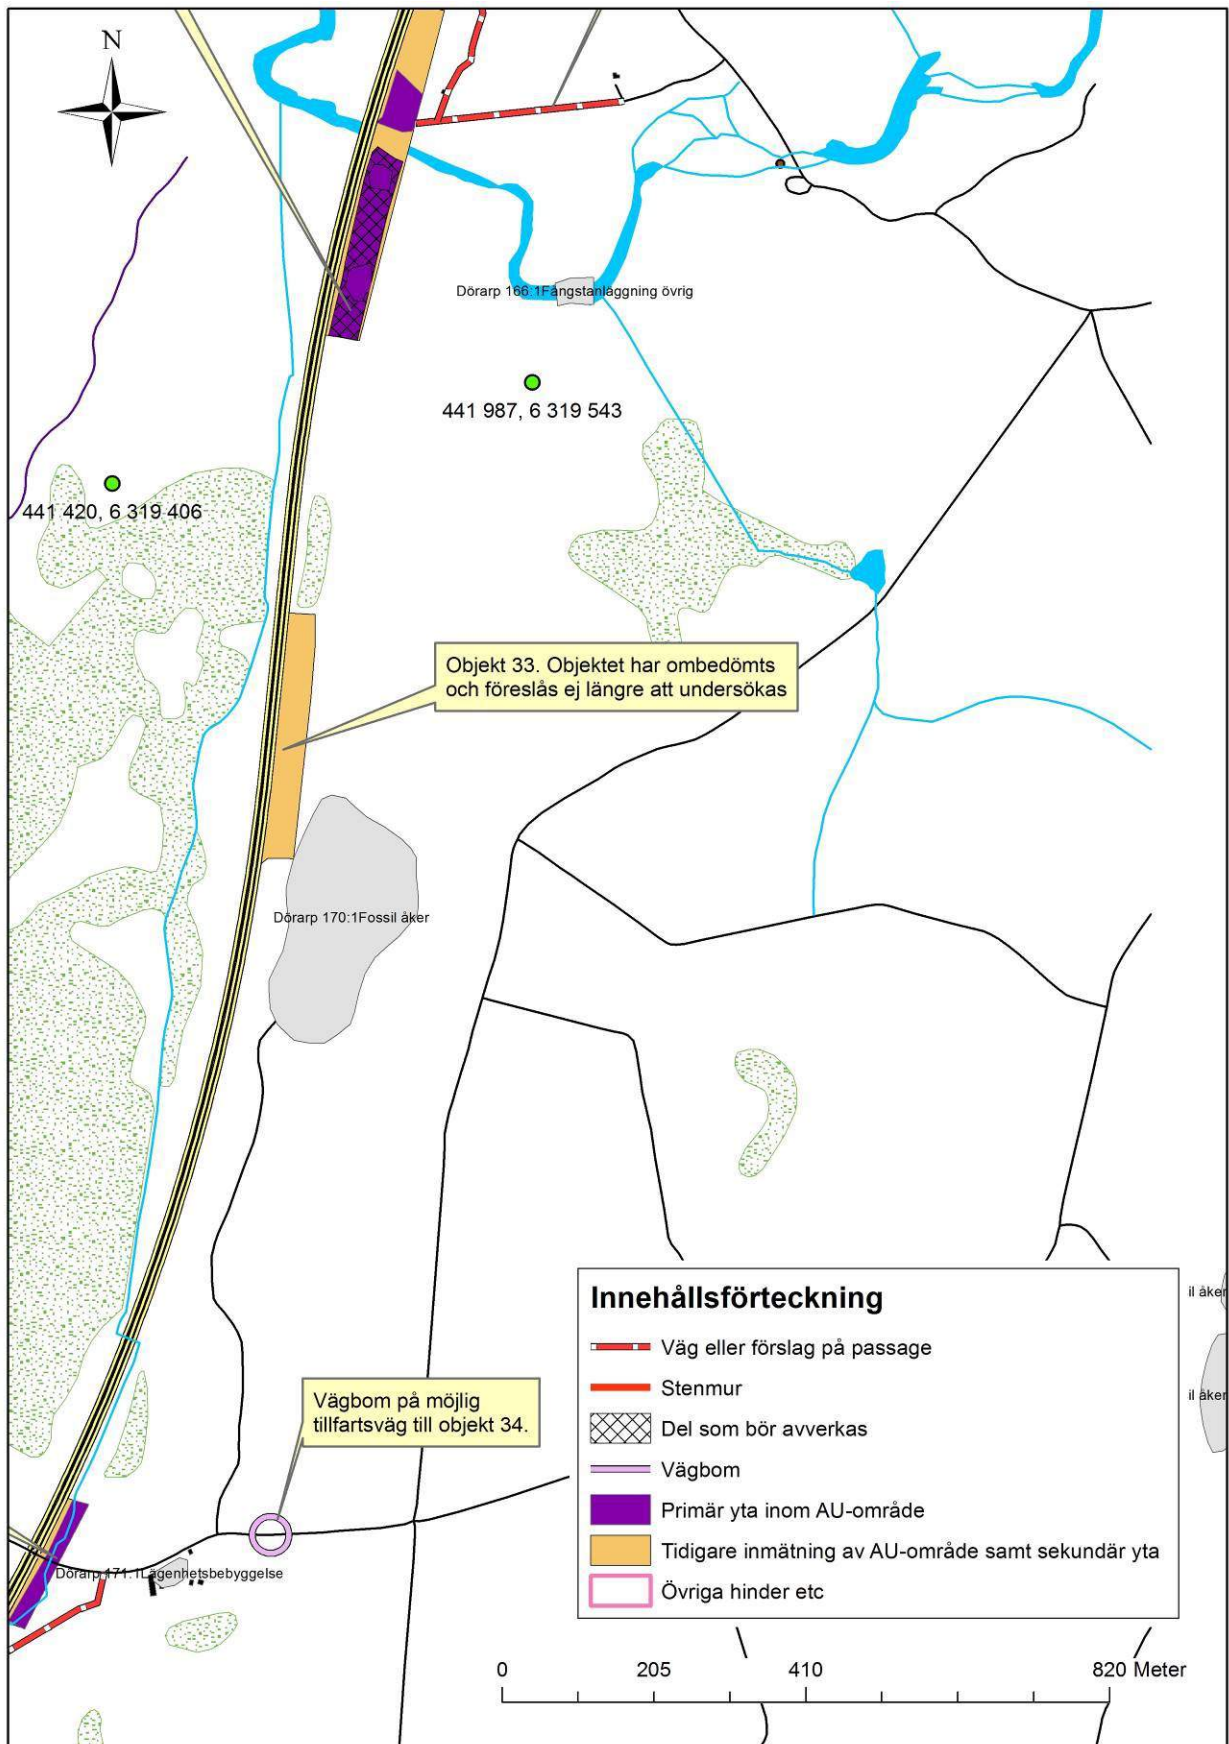 N
Dörarp 166:1Fångstanläggning övrig
441 987, 6 319 543
441 420, 6 319 406
Objekt 33. Objektet har ombedömts
och föreslås ej längre att undersökas
Dörarp 170:1Fossil åker
Innehållsförteckning
Väg eller förslag på passage
Stenmur
Del som bör avverkas
Vägbom
Primär yta inom AU-område
Tidigare inmätning av AU-område samt sekundär yta
Övriga hinder etc
il åker
il åker
Vägbom på möjlig
tillfartsväg till objekt 34.
Dörarp 171:1Lägenhetsbebyggelse
0 205 410 820 Meter